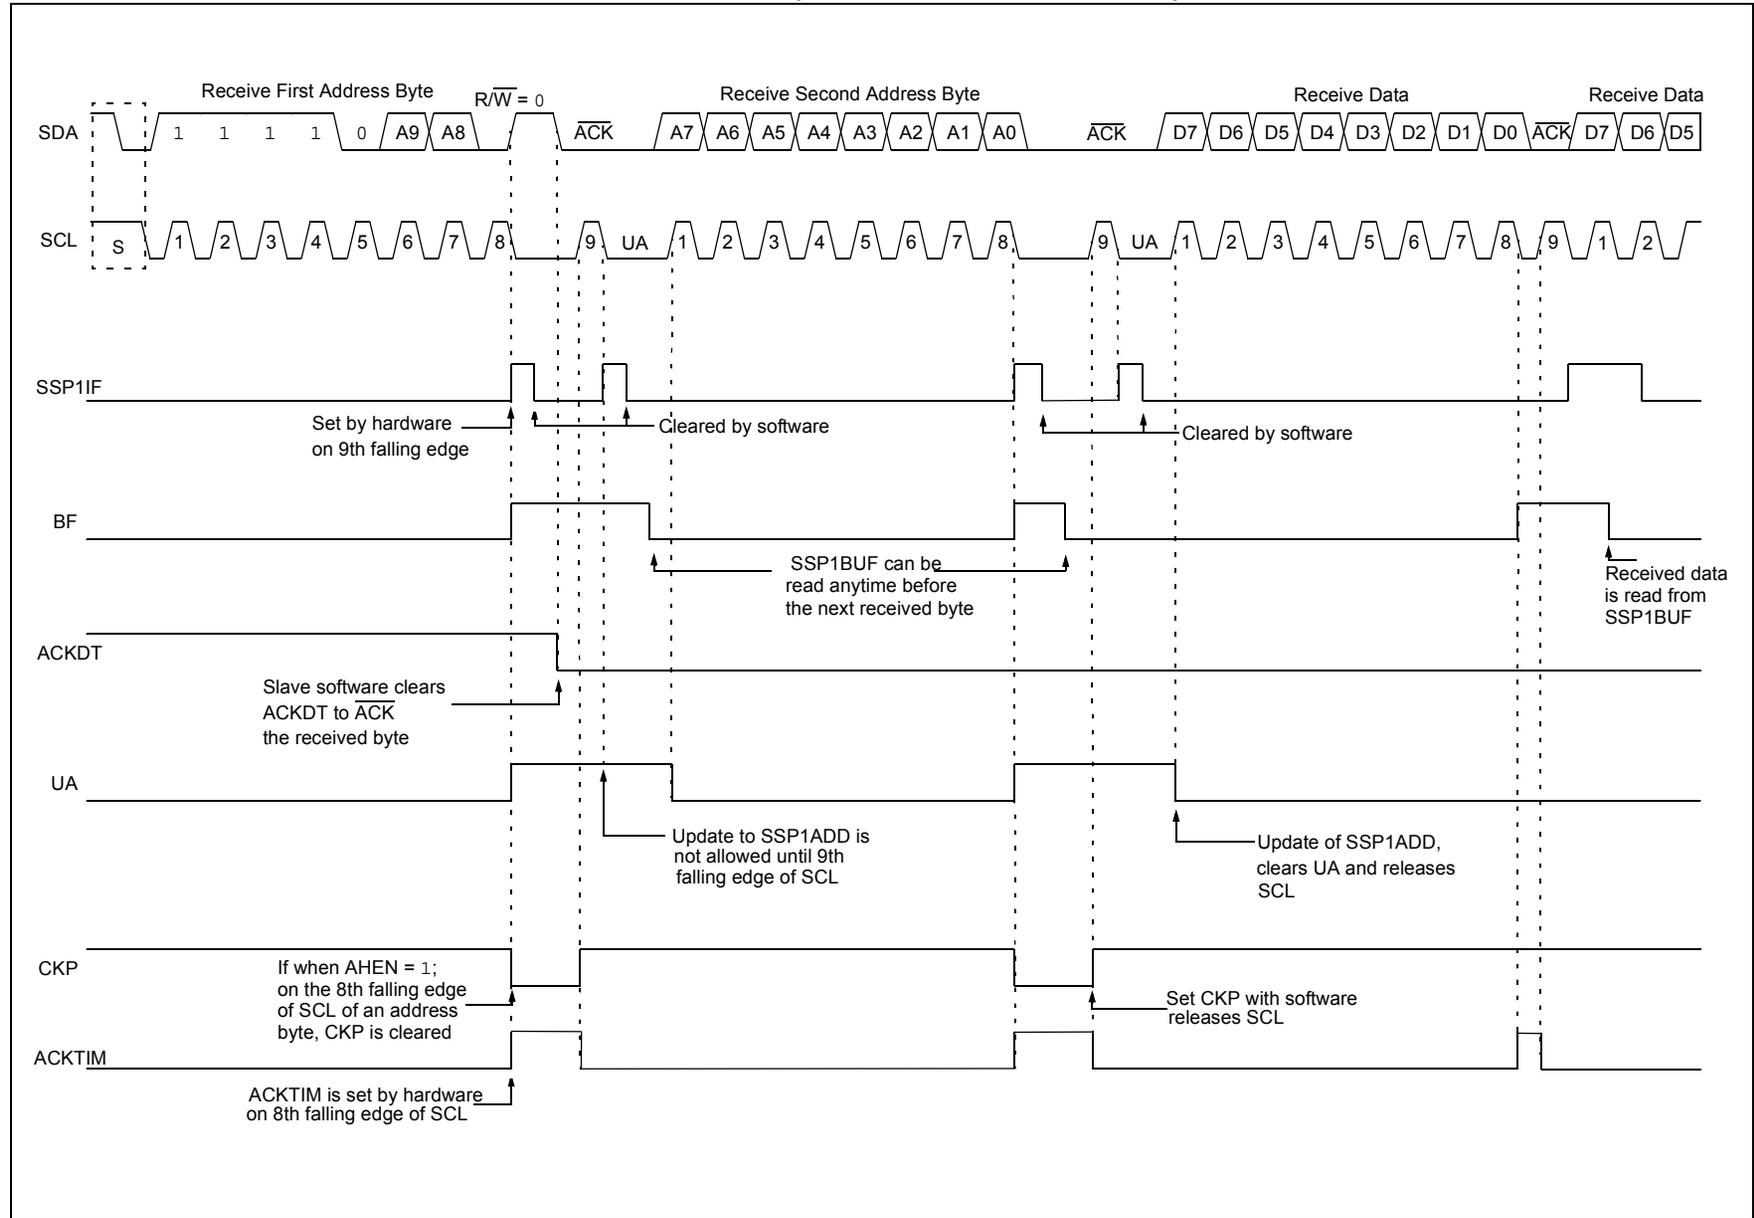 Receive First Address Byte
R/W = 0
Receive Second Address Byte
Receive Data
Receive Data
SDA
1 1 1 1 0 A9 A8
ACK
A7 A6 A5 A4 A3 A2 A1 A0
ACK
D7 D6 D5 D4 D3 D2 D1 D0
ACK
D7 D6 D5
SCL
S
1 2 3 4 5 6 7 8 9 UA 1 2 3 4 5 6 7 8 9 UA 1 2 3 4 5 6 7 8 9 1 2
SSP1IF
Set by hardware
on 9th falling edge
Cleared by software
Cleared by software
BF
SSP1BUF can be
read anytime before
the next received byte
Received data
is read from
SSP1BUF
ACKDT
Slave software clears
ACKDT to ACK
the received byte
UA
Update to SSP1ADD is
not allowed until 9th
falling edge of SCL
Update of SSP1ADD,
clears UA and releases
SCL
CKP
If when AHEN = 1;
on the 8th falling edge
of SCL of an address
byte, CKP is cleared
Set CKP with software
releases SCL
ACKTIM
ACKTIM is set by hardware
on 8th falling edge of SCL